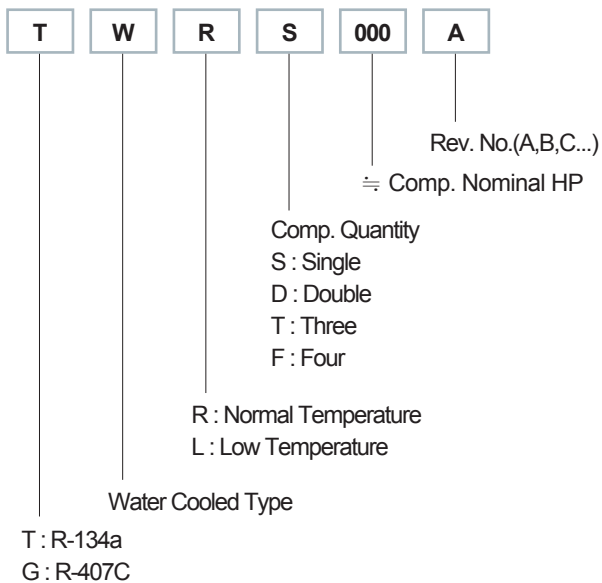 T W R S 000 A
Rev. No.(A,B,C...)
≒ Comp. Nominal HP
Comp. Quantity
S : Single
D : Double
T : Three
F : Four
R : Normal Temperature
L : Low Temperature
Water Cooled Type
T : R-134a
G : R-407C